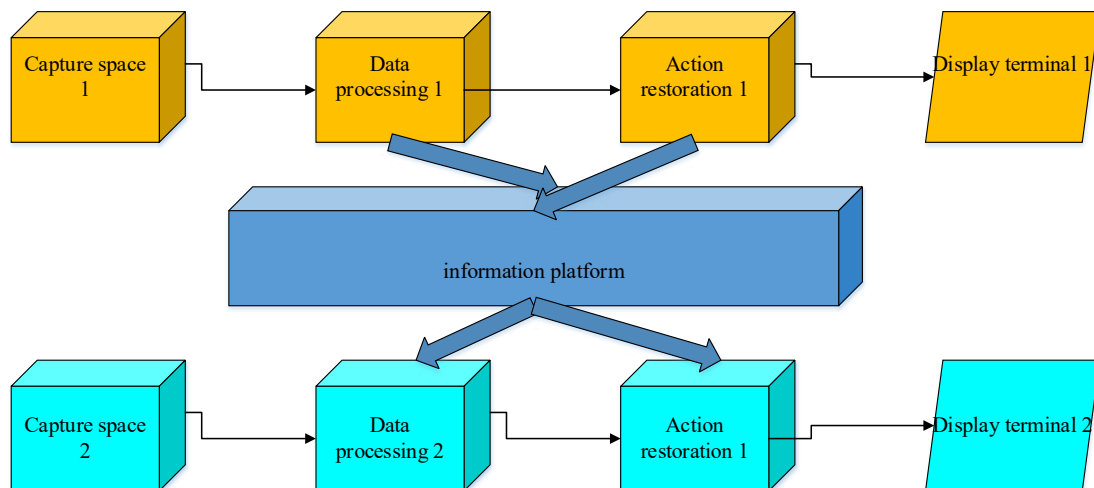 Capture space
1
Data
processing 1
Action
restoration 1
Display terminal 1
information platform
Capture space
2
Data
processing 2
Action
restoration 1
Display terminal 2